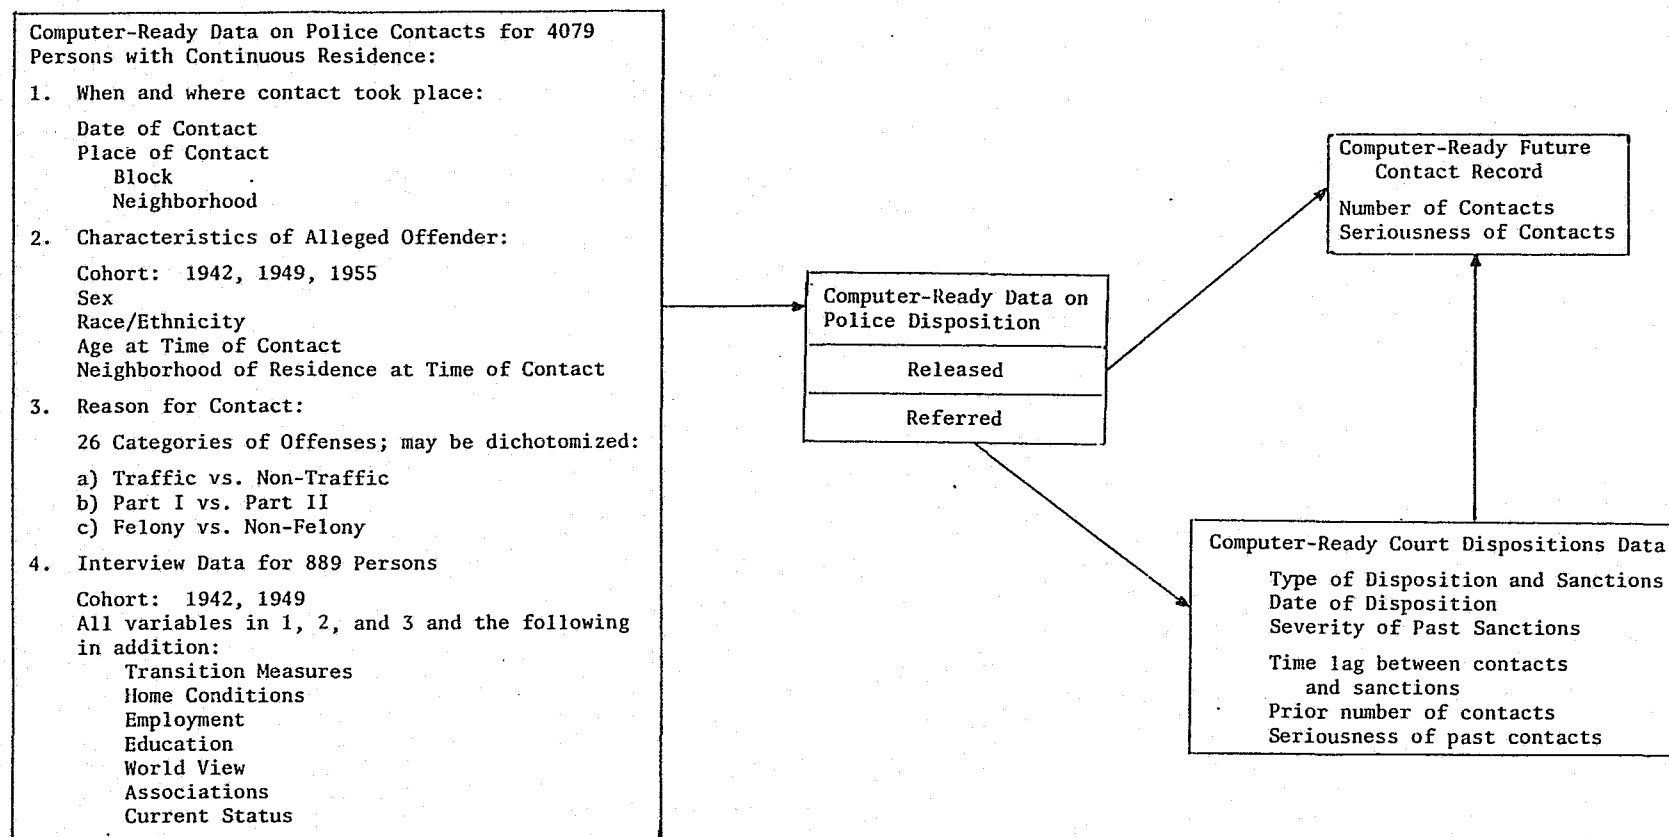 Computer-Ready Data on Police Contacts for 4079
Persons with Continuous Residence:
1. When and where contact took place:
Date of Contact
Place of Contact
Block
Neighborhood
2. Characteristics of Alleged Offender:
Cohort: 1942, 1949, 1955
Sex
Race/Ethnicity
Age at Time of Contact
Neighborhood of Residence at Time of Contact
3. Reason for Contact:
26 Categories of Offenses; may be dichotomized:
a) Traffic vs. Non-Traffic
b) Part I vs. Part II
c) Felony vs. Non-Felony
4. Interview Data for 889 Persons
Cohort: 1942, 1949
All variables in 1, 2, and 3 and the following
in addition:
Transition Measures
Home Conditions
Employment
Education
World View
Associations
Current Status
Computer-Ready Data on
Police Disposition
Released
Referred
Computer-Ready Future
Contact Record
Number of Contacts
Seriousness of Contacts
Computer-Ready Court Dispositions Data
Type of Disposition and Sanctions
Date of Disposition
Severity of Past Sanctions
Time lag between contacts
and sanctions
Prior number of contacts
Seriousness of past contacts